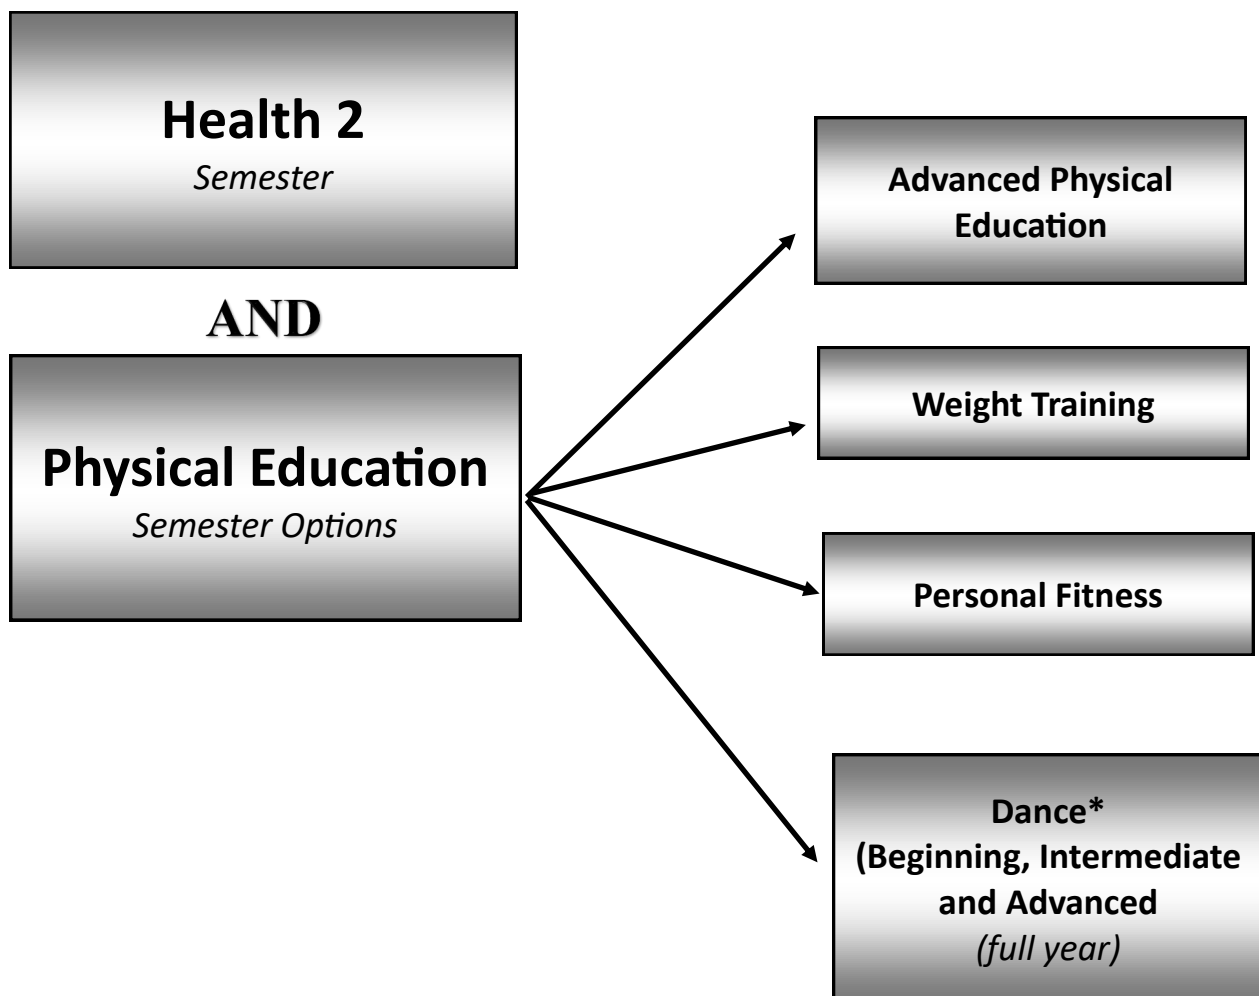 Health 2
Semester
AND
Physical Education
Semester Options
Advanced Physical
Education
Weight Training
Personal Fitness
Dance*
(Beginning, Intermediate
and Advanced
(full year)